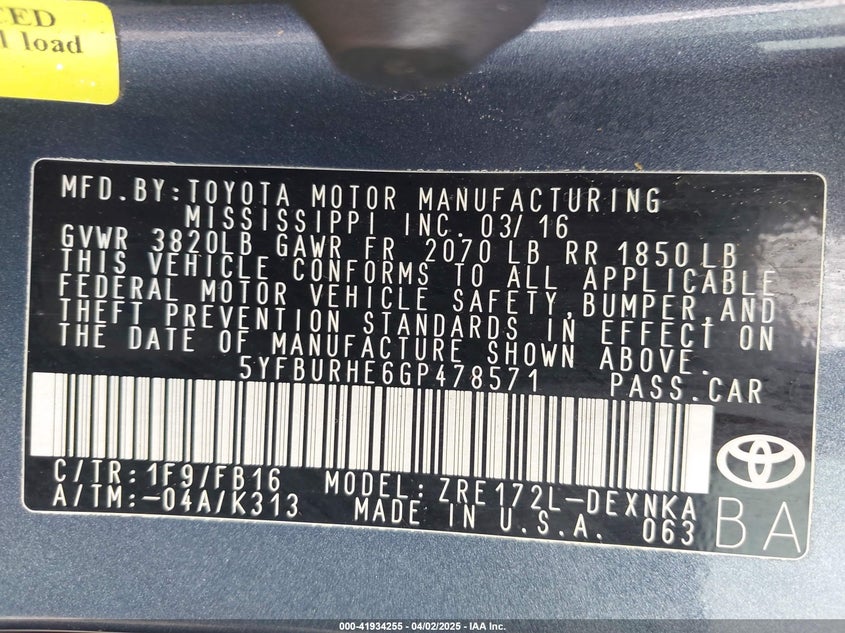 CED
load
MFD.BY:TOYOTA MOTOR MANUFACTURING
MISSISSIPPI INC. 03/16
GVWR 3820LB GAWR FR 2070 LB RR 1850 LB
THIS VEHICLE CONFORMS TO ALL APPLICABLE
FEDERAL MOTOR VEHICLE SAFETY,BUMPER,AND
THEFT PREVENTION STANDARDS IN EFFECT ON
THE DATE OF MANUFACTURE SHOWN ABOVE.
5YFBURHE6GP478571 PASS.CAR
C/TR:1F9/FB16 MODEL:ZRE172L-DEXNKA
A/TM:-04A/K313 MADE IN U.S.A. 063
BA
000-41934255 - 04/02/2025 - IAA Inc.